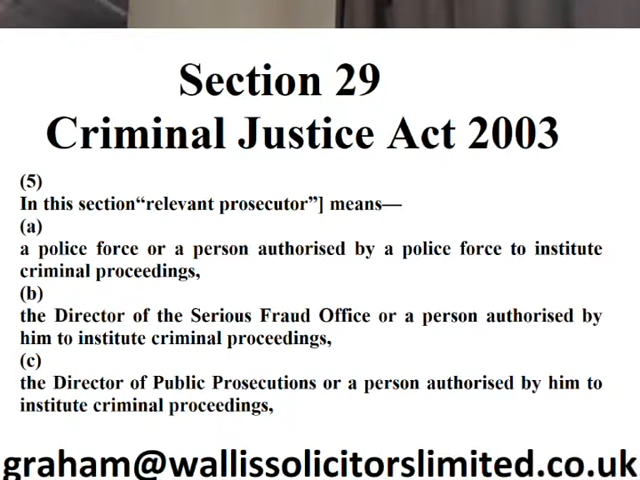 Section 29
Criminal Justice Act 2003
(5)
In this section“relevant prosecutor”] means—
(a)
a police force or a person authorised by a police force to institute
criminal proceedings,
(b)
the Director of the Serious Fraud Office or a person authorised by
him to institute criminal proceedings,
(c)
the Director of Public Prosecutions or a person authorised by him to
institute criminal proceedings,
graham@wallissolicitorslimited.co.uk